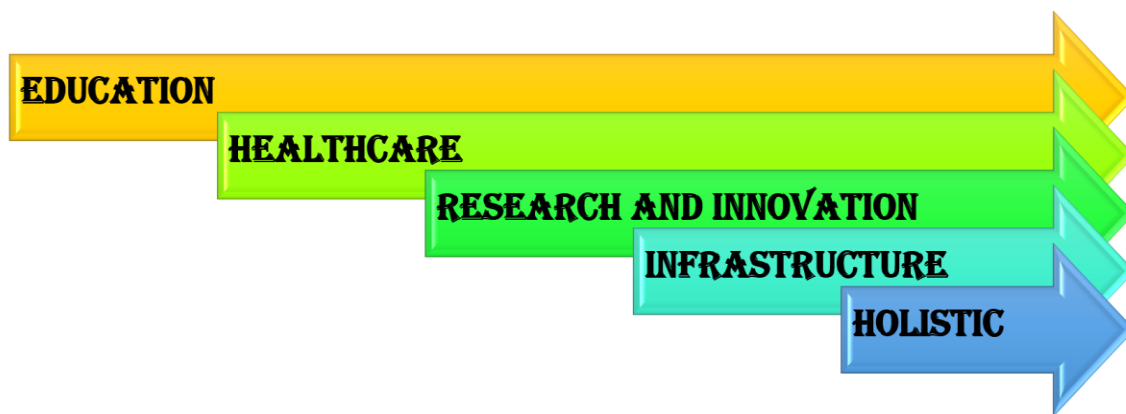 EDUCATION
HEALTHCARE
RESEARCH AND INNOVATION
INFRASTRUCTURE
HOLISTIC